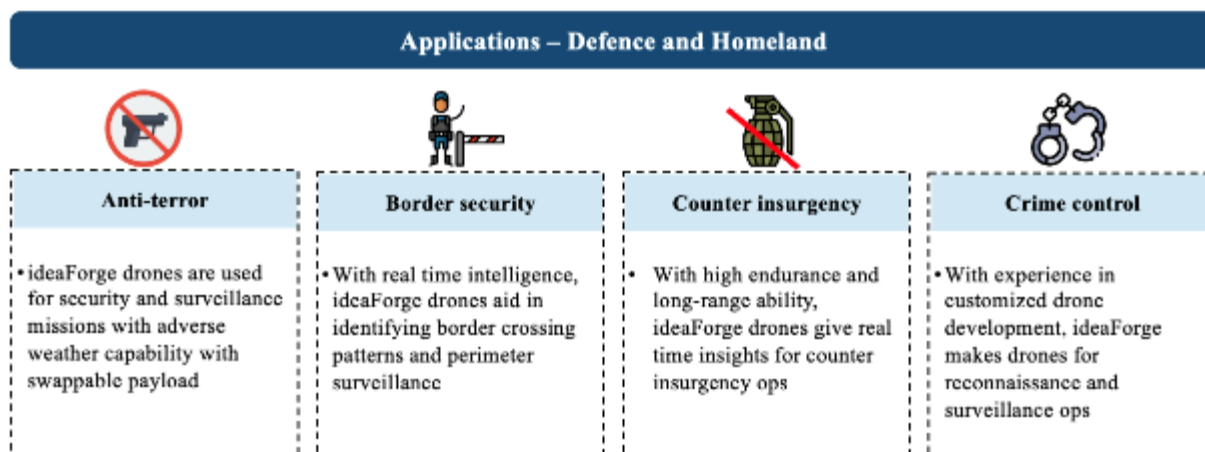 Applications – Defence and Homeland
Anti-terror
• ideaForge drones are used
for security and surveillance
missions with adverse
weather capability with
swappable payload
Border security
• With real time intelligence,
ideaForge drones aid in
identifying border crossing
patterns and perimeter
surveillance
Counter insurgency
• With high endurance and
long-range ability,
ideaForge drones give real
time insights for counter
insurgency ops
Crime control
• With experience in
customized drone
development, ideaForge
makes drones for
reconnaissance and
surveillance ops